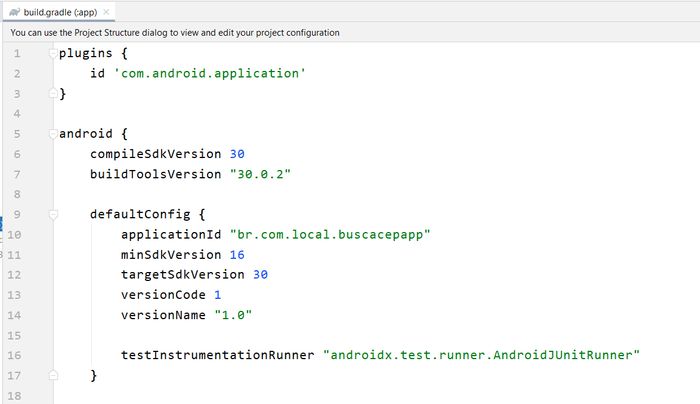 build.gradle (:app)
You can use the Project Structure dialog to view and edit your project configuration
1 plugins {
2     id 'com.android.application'
3 }
4
5 android {
6     compileSdkVersion 30
7     buildToolsVersion "30.0.2"
8
9     defaultConfig {
10         applicationId "br.com.local.buscacepapp"
11         minSdkVersion 16
12         targetSdkVersion 30
13         versionCode 1
14         versionName "1.0"
15
16         testInstrumentationRunner "androidx.test.runner.AndroidJUnitRunner"
17     }
18